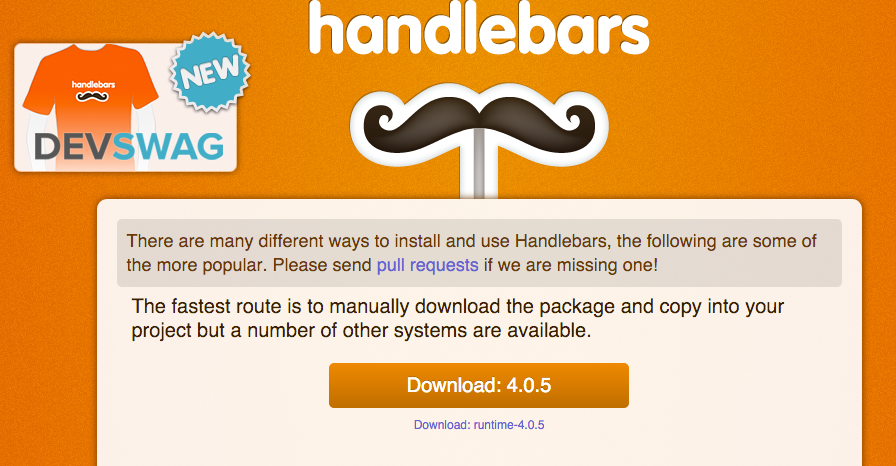 handlebars
handlebars
NEW
DEVSWAG
There are many different ways to install and use Handlebars, the following are some of
the more popular. Please send pull requests if we are missing one!
The fastest route is to manually download the package and copy into your
project but a number of other systems are available.
Download: 4.0.5
Download: runtime-4.0.5